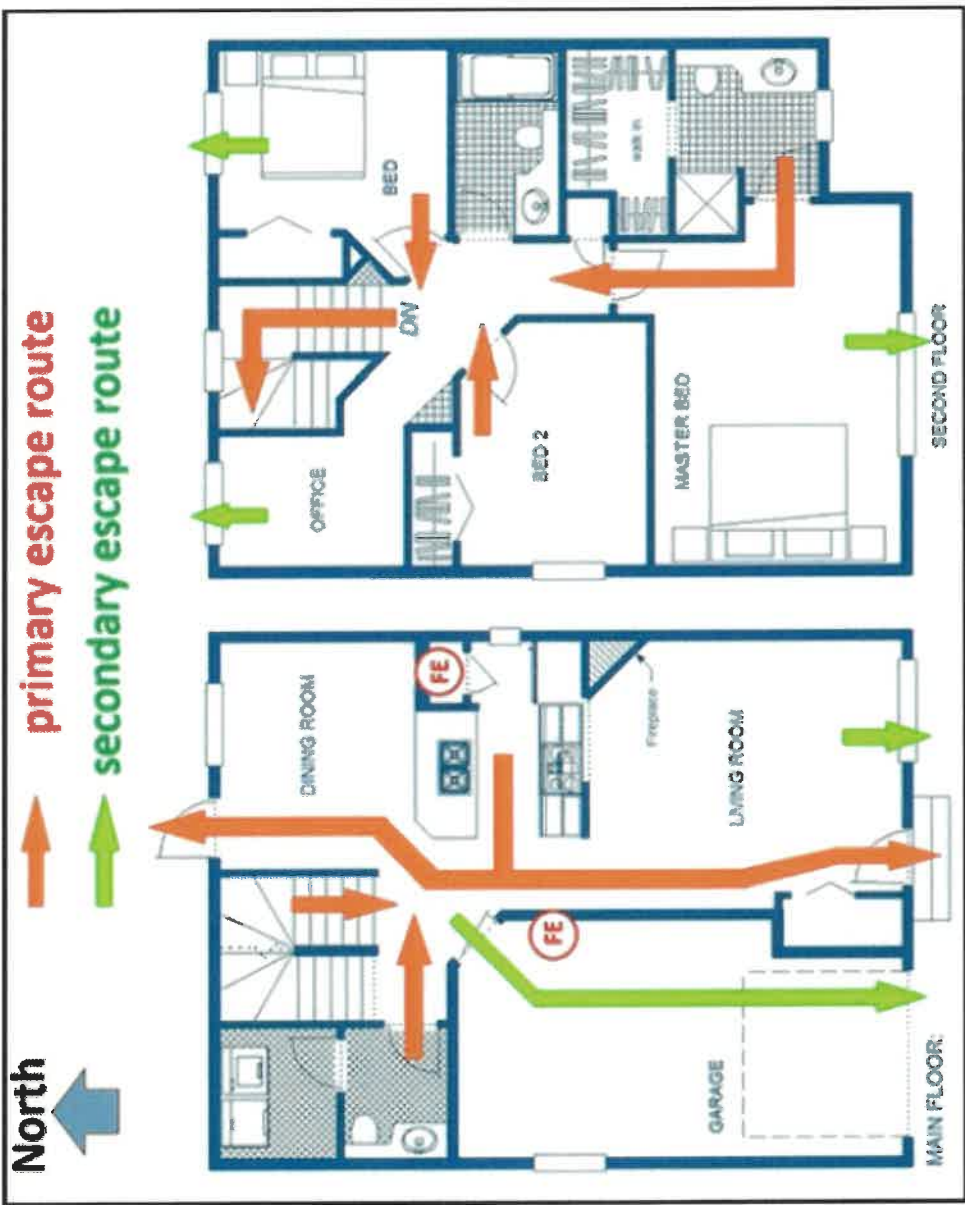 North
primary escape route
secondary escape route
DINING ROOM
FE
FE
Fireplace
LIVING ROOM
GARAGE
MAIN FLOOR:
BED
DN
OFFICE
BED 2
walk in
MASTER BED
SECOND FLOOR